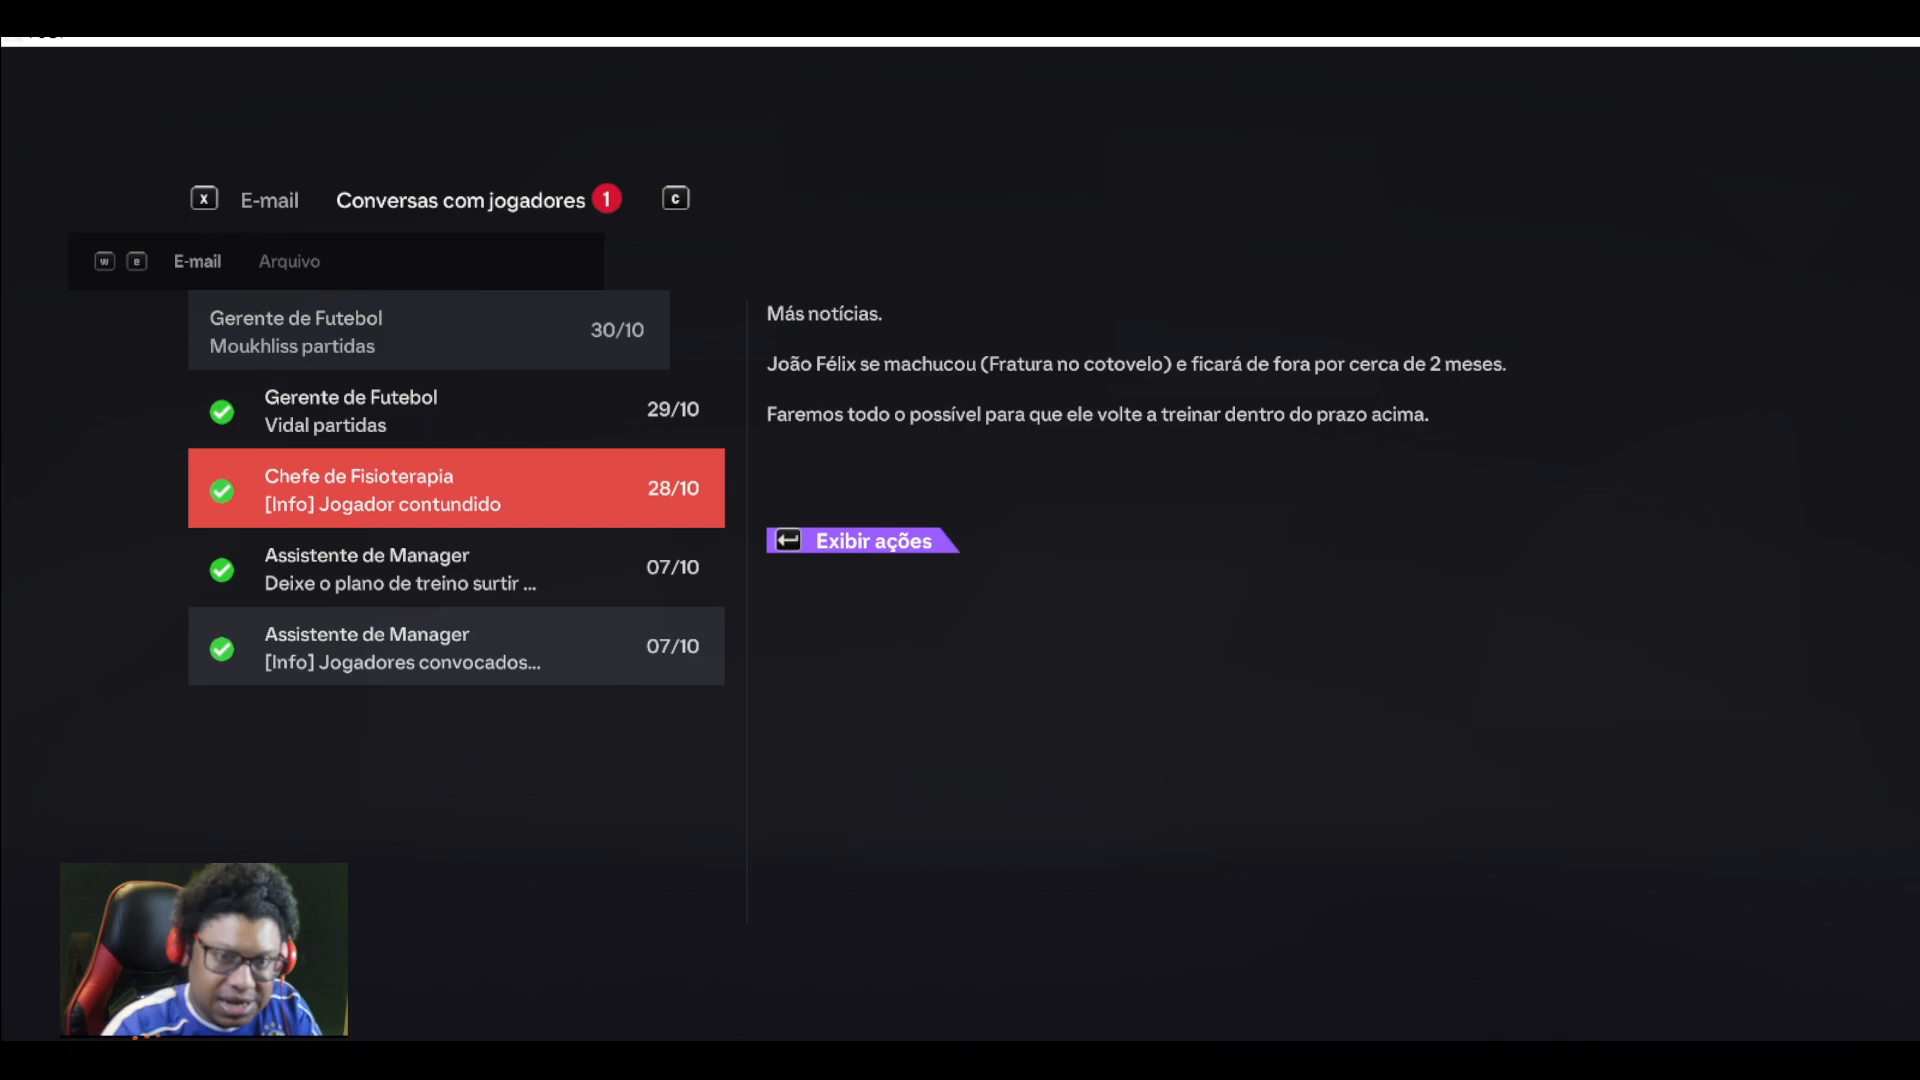 X E-mail Conversas com jogadores 1 C
W E E-mail Arquivo
Gerente de Futebol
Moukhliss partidas
30/10
Gerente de Futebol
Vidal partidas
29/10
Chefe de Fisioterapia
[Info] Jogador contundido
28/10
Assistente de Manager
Deixe o plano de treino surtir ...
07/10
Assistente de Manager
[Info] Jogadores convocados...
07/10
Más notícias.
João Félix se machucou (Fratura no cotovelo) e ficará de fora por cerca de 2 meses.
Faremos todo o possível para que ele volte a treinar dentro do prazo acima.
Exibir ações